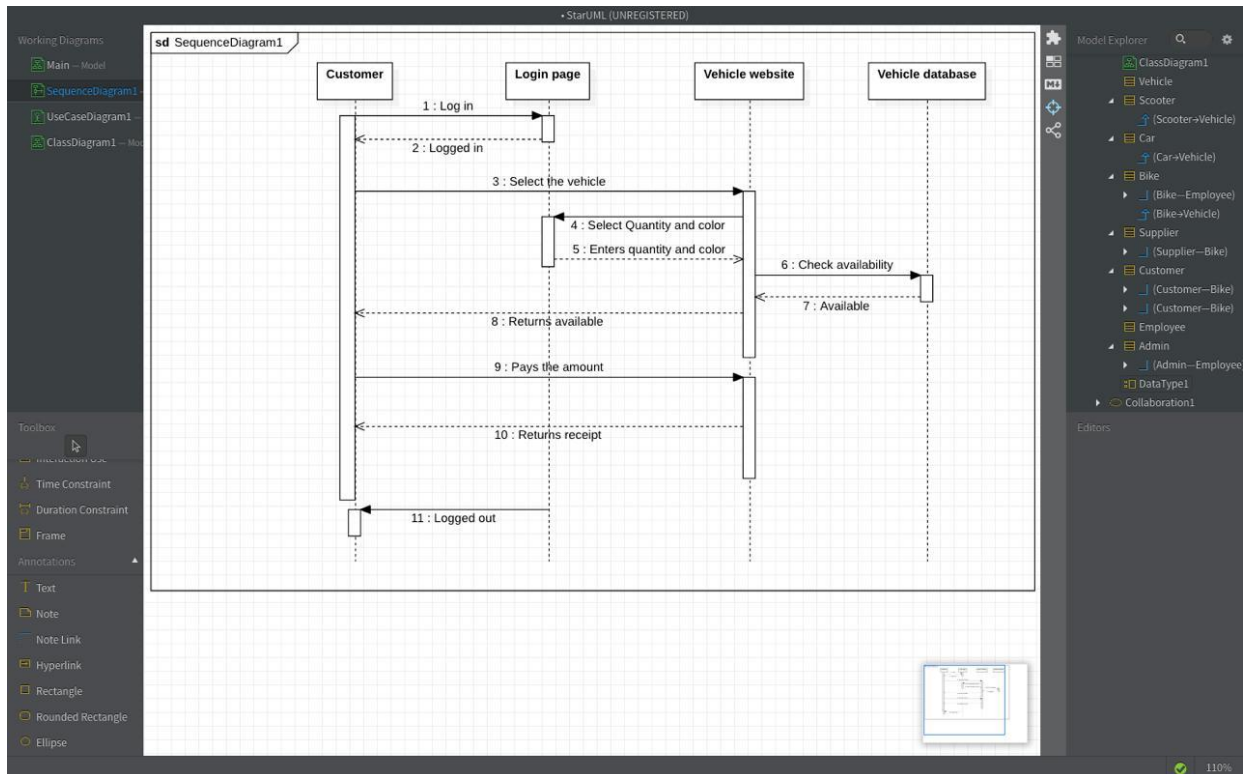 • StarUML (UNREGISTERED)
Working Diagrams
Main — Model
SequenceDiagram1 —
UseCaseDiagram1 —
ClassDiagram1 — Mod
Toolbox
Interaction Use
Time Constraint
Duration Constraint
Frame
Annotations
Text
Note
Note Link
Hyperlink
Rectangle
Rounded Rectangle
Ellipse
sd SequenceDiagram1
Customer
Login page
Vehicle website
Vehicle database
1 : Log in
2 : Logged in
3 : Select the vehicle
4 : Select Quantity and color
5 : Enters quantity and color
6 : Check availability
7 : Available
8 : Returns available
9 : Pays the amount
10 : Returns receipt
11 : Logged out
Model Explorer
ClassDiagram1
Vehicle
Scooter
(Scooter→Vehicle)
Car
(Car→Vehicle)
Bike
(Bike—Employee)
(Bike→Vehicle)
Supplier
(Supplier—Bike)
Customer
(Customer—Bike)
(Customer—Bike)
Employee
Admin
(Admin—Employee
DataType1
Collaboration1
Editors
110%